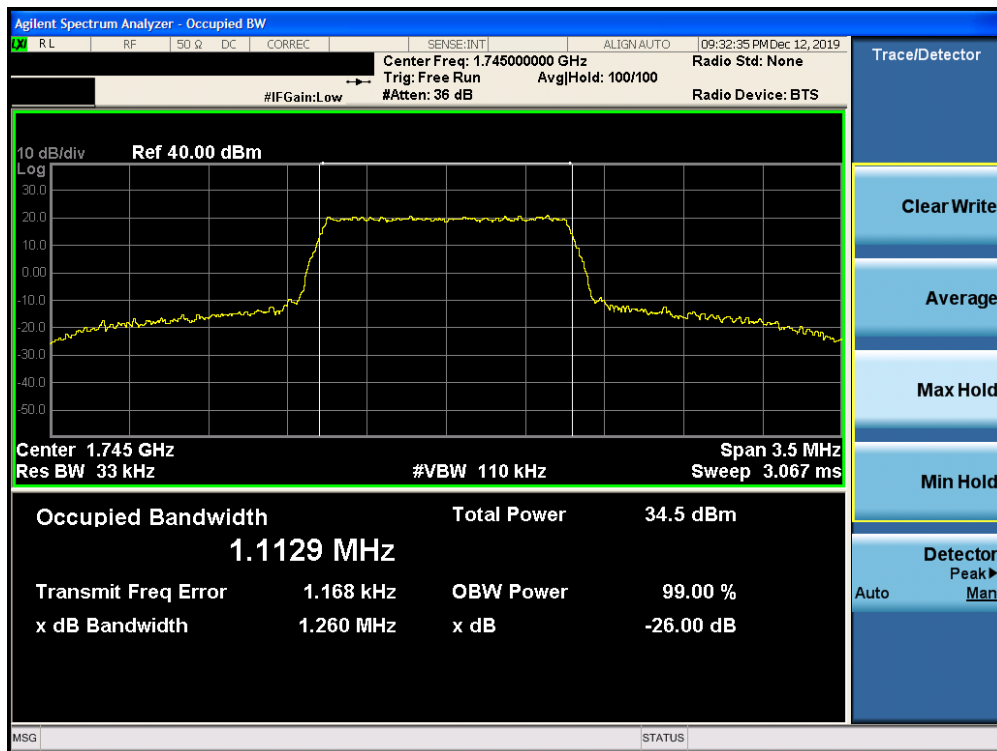 Agilent Spectrum Analyzer - Occupied BW
LXI RL RF 50 Ω DC CORREC SENSE:INT ALIGN AUTO 09:32:35 PM Dec 12, 2019
Center Freq: 1.745000000 GHz Radio Std: None
Trig: Free Run Avg|Hold: 100/100
#IFGain:Low #Atten: 36 dB Radio Device: BTS
Trace/Detector
10 dB/div Ref 40.00 dBm
Log
30.0
20.0
10.0
0.00
-10.0
-20.0
-30.0
-40.0
-50.0
Center 1.745 GHz Span 3.5 MHz
Res BW 33 kHz #VBW 110 kHz Sweep 3.067 ms
Occupied Bandwidth Total Power 34.5 dBm
1.1129 MHz
Transmit Freq Error 1.168 kHz OBW Power 99.00 %
x dB Bandwidth 1.260 MHz x dB -26.00 dB
Clear Write
Average
Max Hold
Min Hold
Detector
Peak▶
Auto Man
MSG STATUS